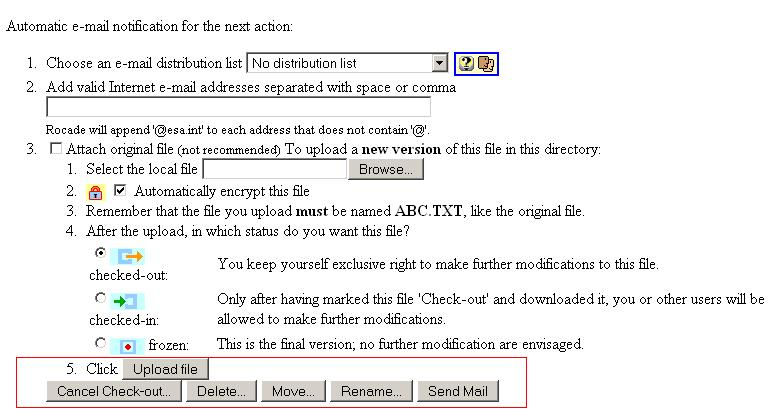 Automatic e-mail notification for the next action:
1. Choose an e-mail distribution list No distribution list
2. Add valid Internet e-mail addresses separated with space or comma
Rocade will append '@esa.int' to each address that does not contain '@'.
3. Attach original file (not recommended) To upload a new version of this file in this directory:
1. Select the local file Browse...
2. Automatically encrypt this file
3. Remember that the file you upload must be named ABC.TXT, like the original file.
4. After the upload, in which status do you want this file?
checked-out: You keep yourself exclusive right to make further modifications to this file.
checked-in: Only after having marked this file 'Check-out' and downloaded it, you or other users will be
allowed to make further modifications.
frozen: This is the final version; no further modification are envisaged.
5. Click Upload file
Cancel Check-out... Delete... Move... Rename... Send Mail